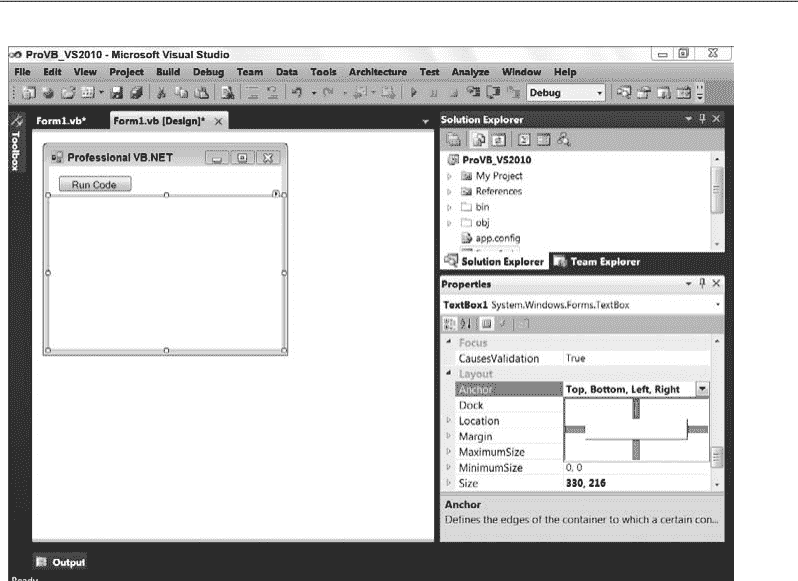 ProVB_VS2010 - Microsoft Visual Studio
File Edit View Project Build Debug Team Data Tools Architecture Test Analyze Window Help
Debug
Toolbox
Form1.vb* Form1.vb [Design]*
Professional VB.NET
Run Code
Solution Explorer
ProVB_VS2010
My Project
References
bin
obj
app.config
Solution Explorer Team Explorer
Properties
TextBox1 System.Windows.Forms.TextBox
Focus
CausesValidation True
Layout
Anchor Top, Bottom, Left, Right
Dock
Location
Margin
MaximumSize
MinimumSize 0, 0
Size 330, 216
Anchor
Defines the edges of the container to which a certain con...
Output
Ready